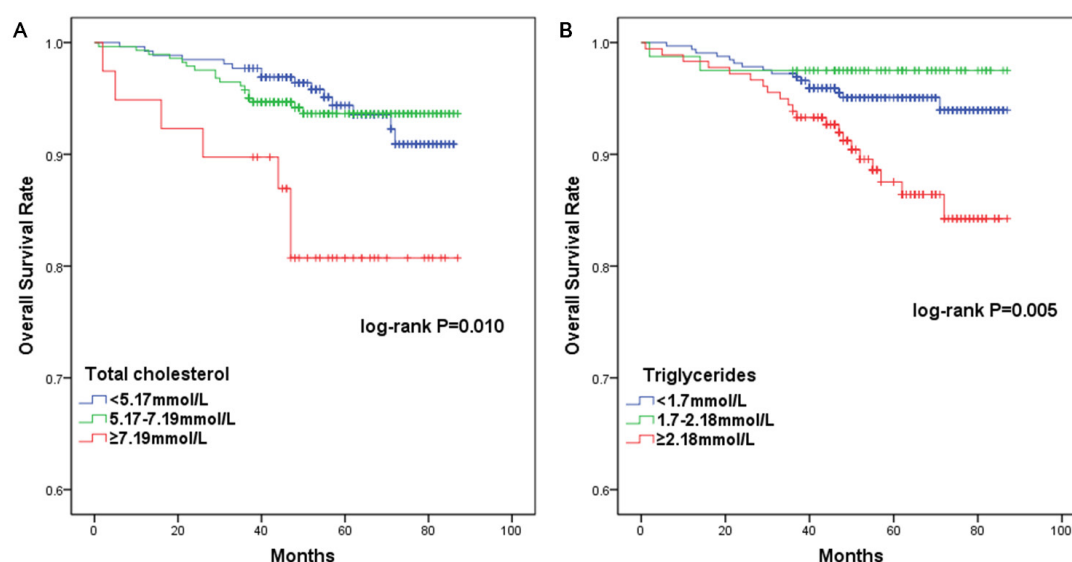 A
Overall Survival Rate
1.0
0.9
0.8
0.7
0.6
log-rank P=0.010
Total cholesterol
<5.17mmol/L
5.17-7.19mmol/L
≥7.19mmol/L
0 20 40 60 80 100
Months
B
Overall Survival Rate
1.0
0.9
0.8
0.7
0.6
log-rank P=0.005
Triglycerides
<1.7mmol/L
1.7-2.18mmol/L
≥2.18mmol/L
0 20 40 60 80 100
Months